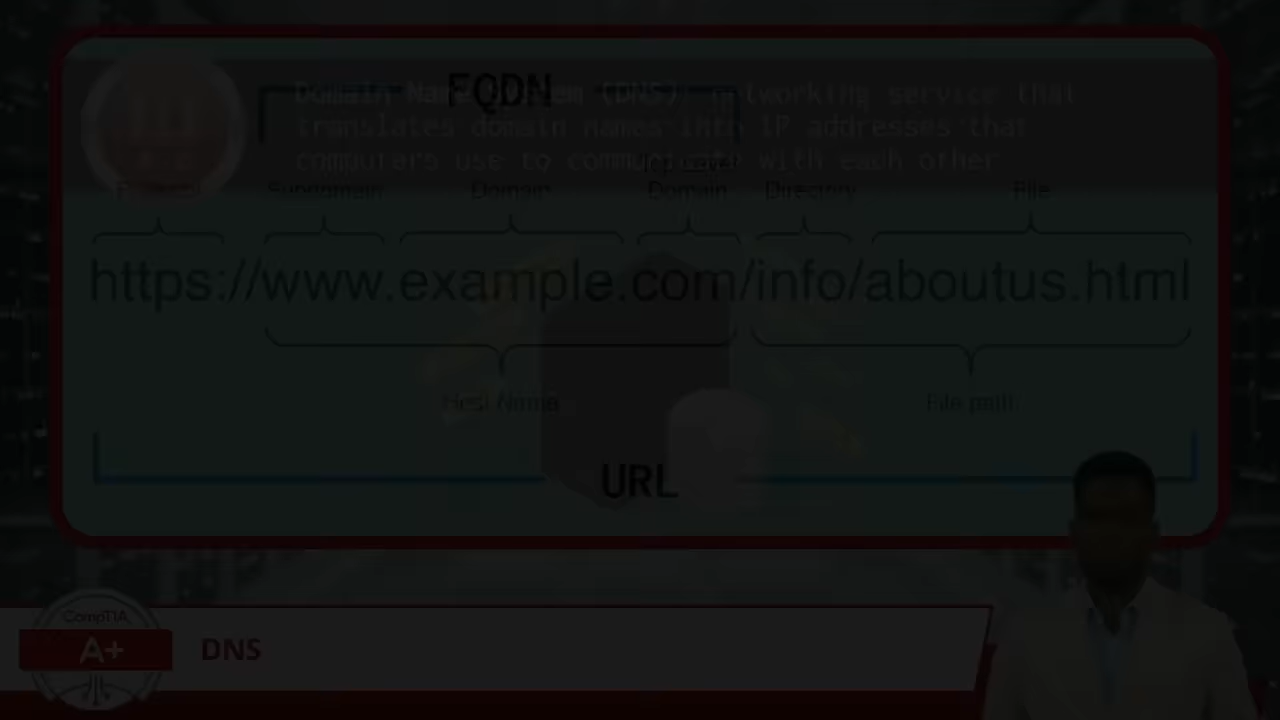 FQDN
Domain Name System (DNS): networking service that
translates domain names into IP addresses that
computers use to communicate with each other
Top Level
Protocol Subdomain Domain Domain Directory File
https://www.example.com/info/aboutus.html
Host Name File path
URL
CompTIA
A+
DNS